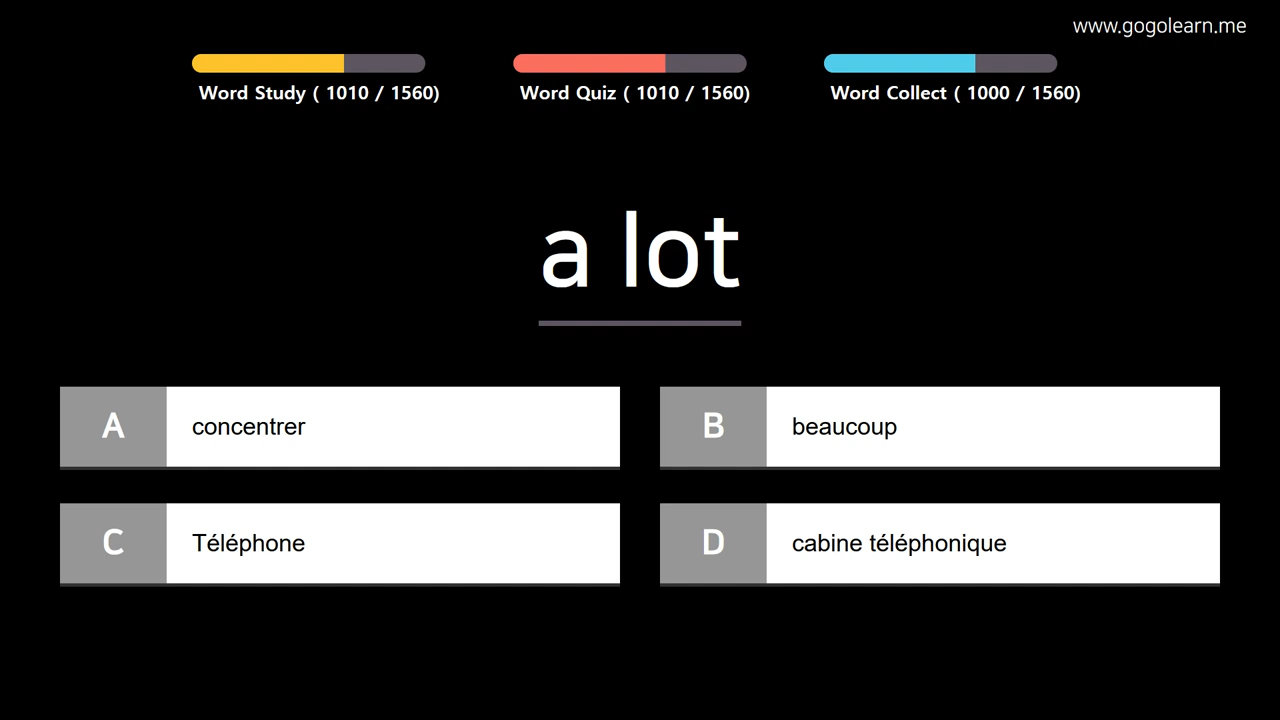 www.gogolearn.me
Word Study ( 1010 / 1560)
Word Quiz ( 1010 / 1560)
Word Collect ( 1000 / 1560)
a lot
A
concentrer
B
beaucoup
C
Téléphone
D
cabine téléphonique